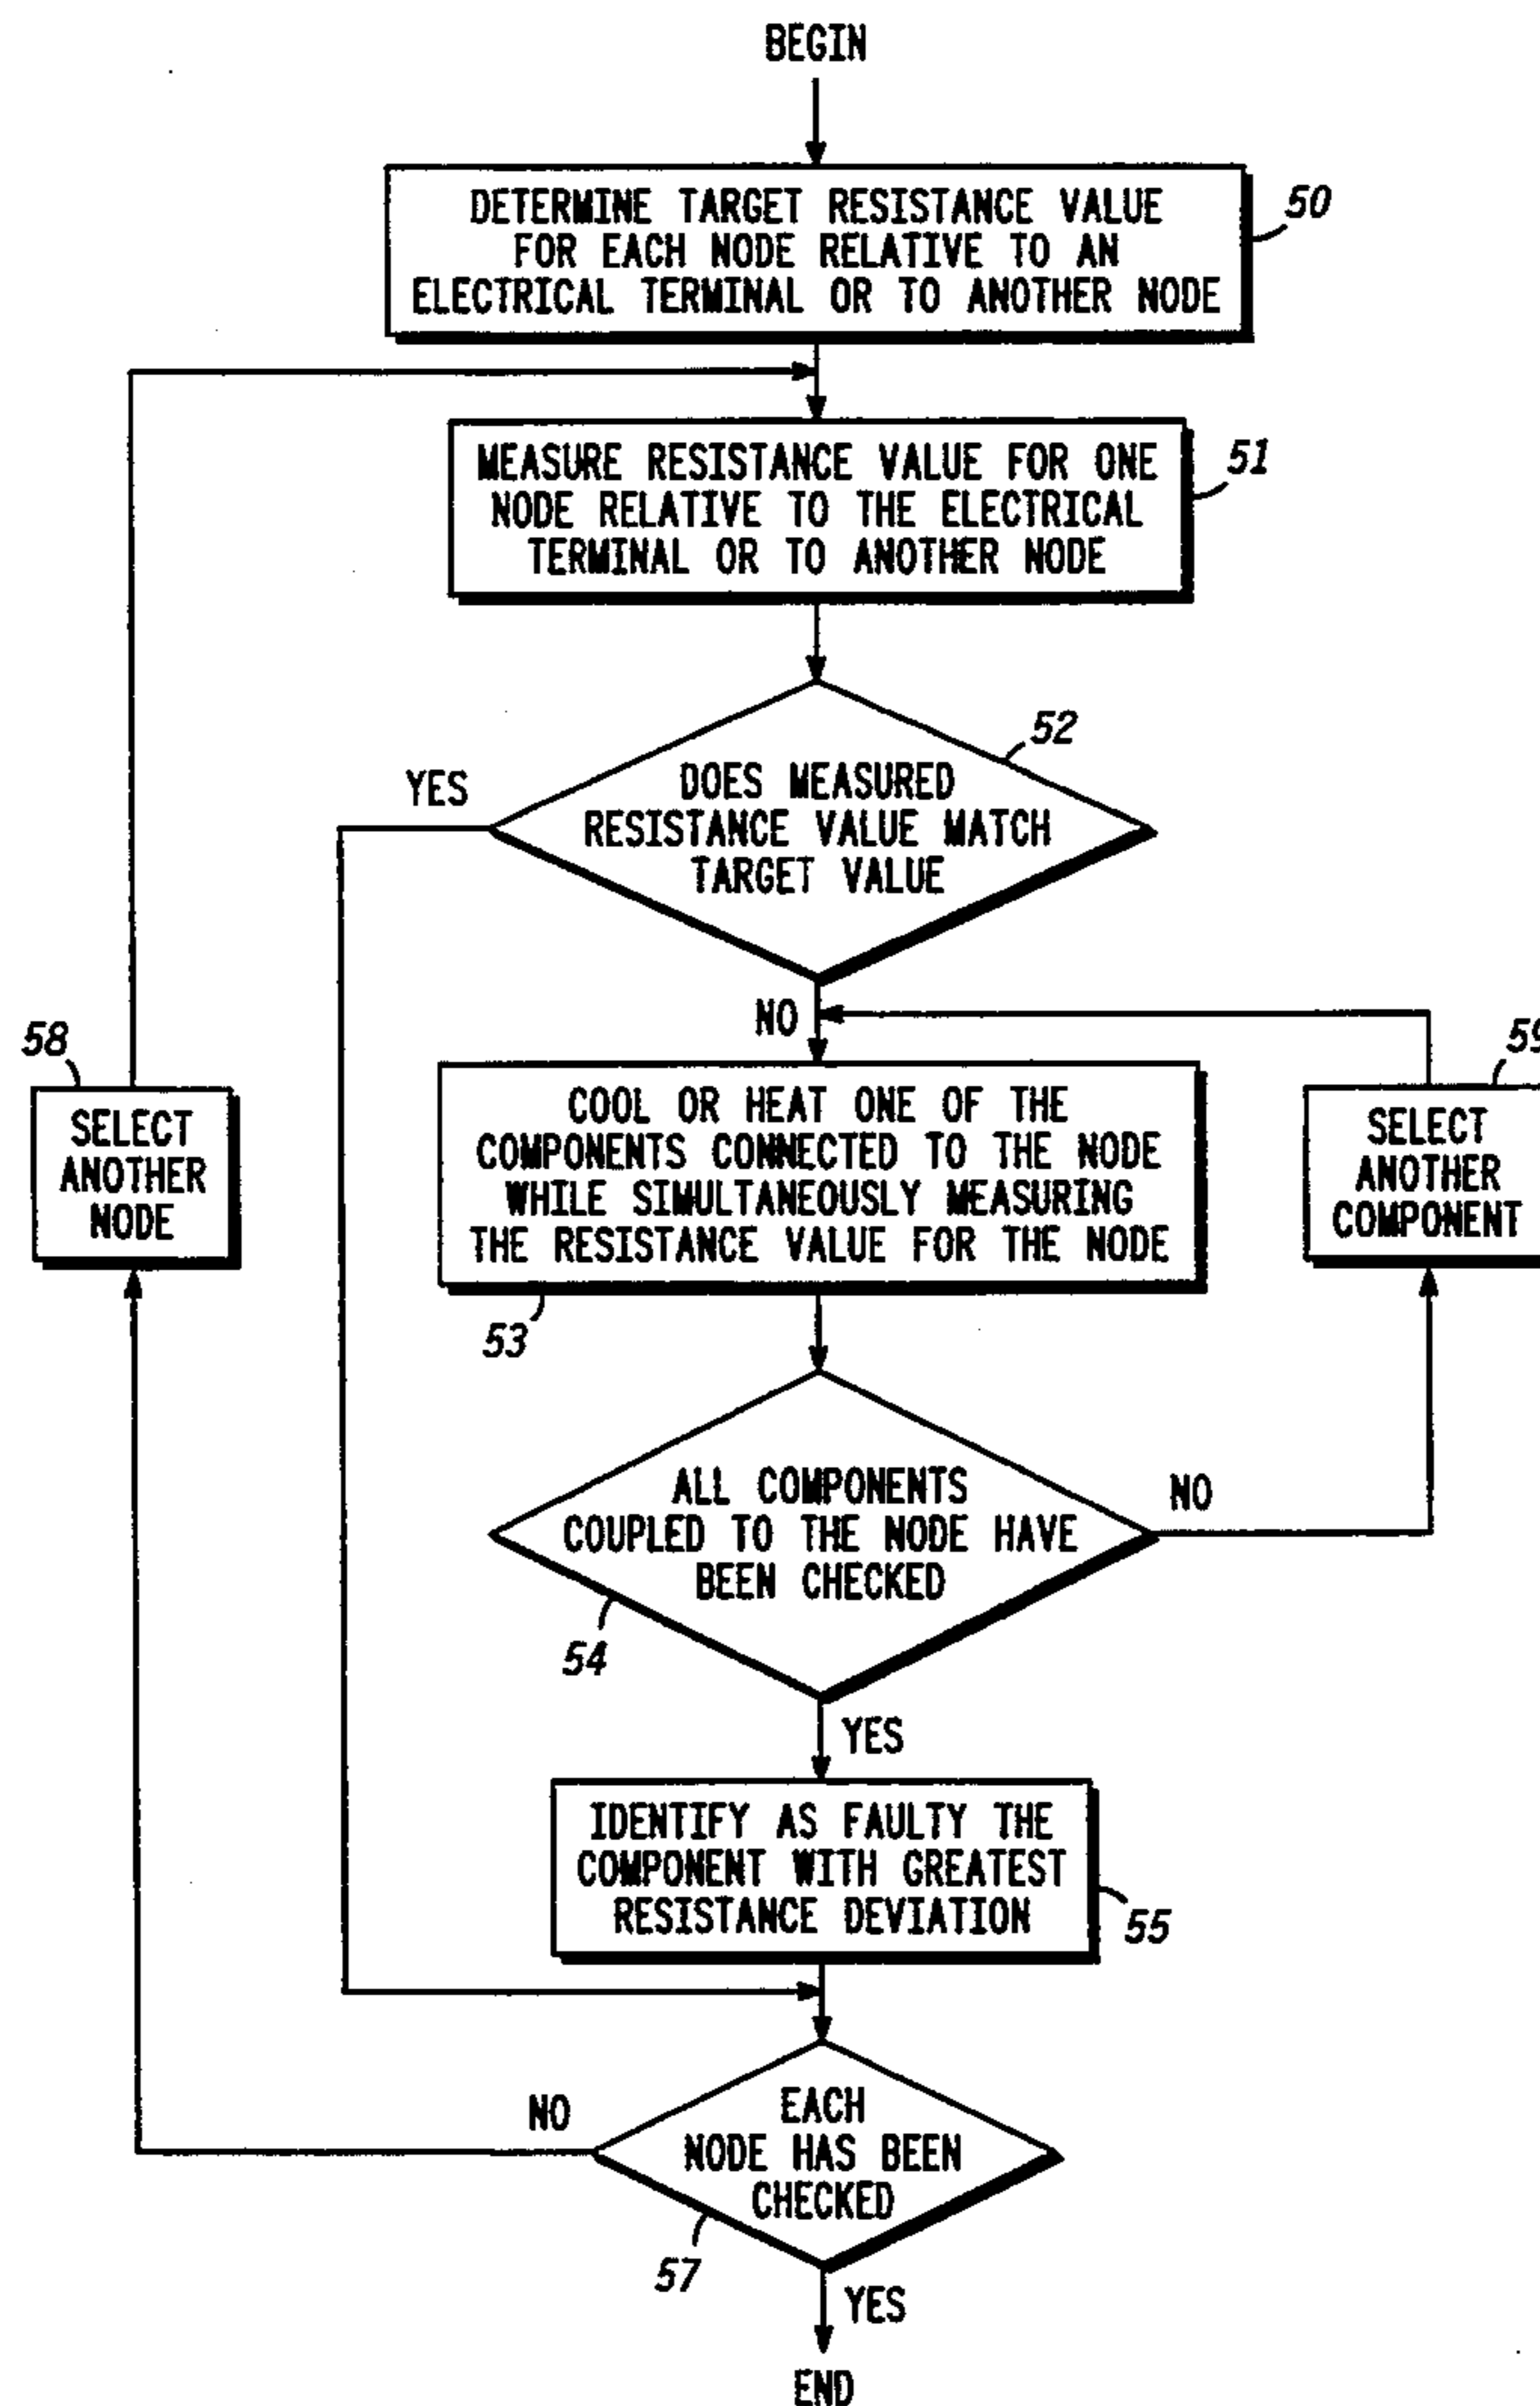 BEGIN
DETERMINE TARGET RESISTANCE VALUE
FOR EACH NODE RELATIVE TO AN
ELECTRICAL TERMINAL OR TO ANOTHER NODE
50
MEASURE RESISTANCE VALUE FOR ONE
NODE RELATIVE TO THE ELECTRICAL
TERMINAL OR TO ANOTHER NODE
51
52
YES
DOES MEASURED
RESISTANCE VALUE MATCH
TARGET VALUE
NO
58
SELECT
ANOTHER
NODE
COOL OR HEAT ONE OF THE
COMPONENTS CONNECTED TO THE NODE
WHILE SIMULTANEOUSLY MEASURING
THE RESISTANCE VALUE FOR THE NODE
53
59
SELECT
ANOTHER
COMPONENT
ALL COMPONENTS
COUPLED TO THE NODE HAVE
BEEN CHECKED
NO
54
YES
IDENTIFY AS FAULTY THE
COMPONENT WITH GREATEST
RESISTANCE DEVIATION
55
NO
EACH
NODE HAS BEEN
CHECKED
57
YES
END